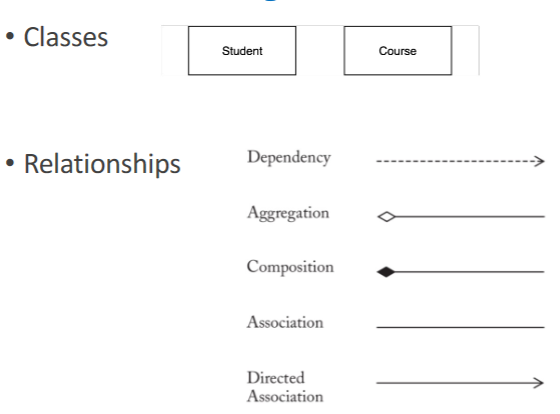 • Classes
Student
Course
• Relationships
Dependency
Aggregation
Composition
Association
Directed
Association